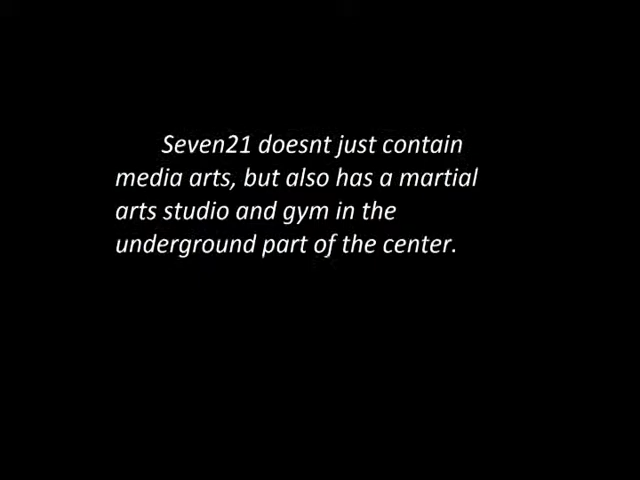 Seven21 doesnt just contain
media arts, but also has a martial
arts studio and gym in the
underground part of the center.